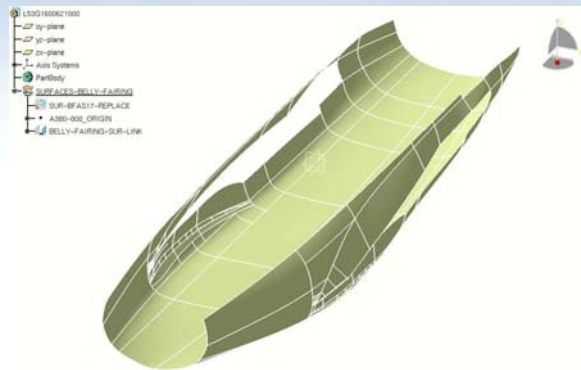 L53G1600621000
xy-plane
yz-plane
zx-plane
Axis Systems
PartBody
SURFACES-BELLY-FAIRING
SUR-BFAS17-REPLACE
A380-800_ORIGIN
BELLY-FAIRING-SUR-LINK